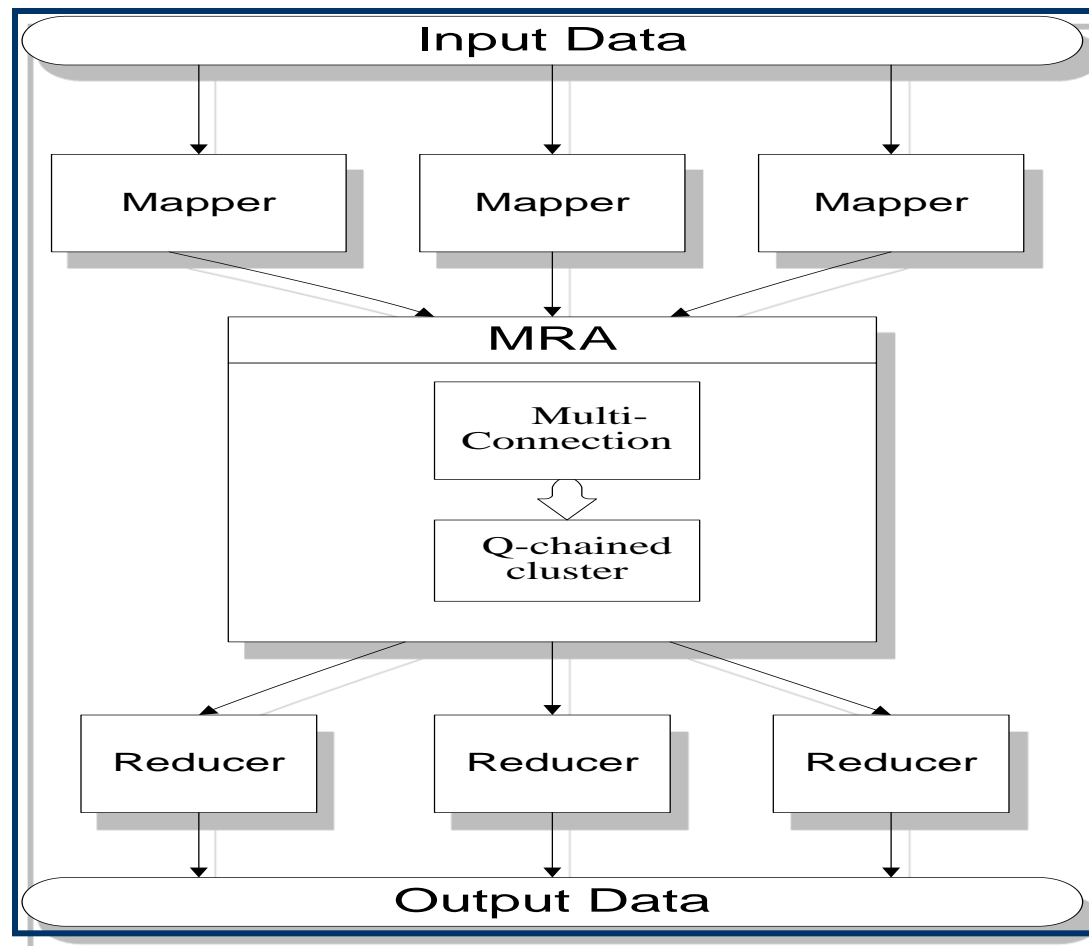 Input Data
Mapper
Mapper
Mapper
MRA
Multi-
Connection
Q-chained
cluster
Reducer
Reducer
Reducer
Output Data